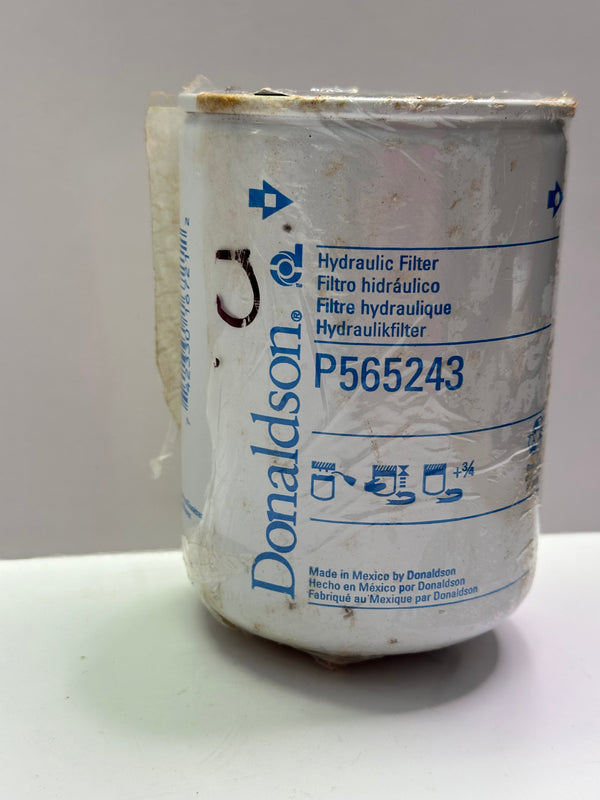 Donaldson®
Hydraulic Filter
Filtro hidráulico
Filtre hydraulique
Hydraulikfilter
P565243
+3/4
Made in Mexico by Donaldson
Hecho en México por Donaldson
Fabriqué au Mexique par Donaldson